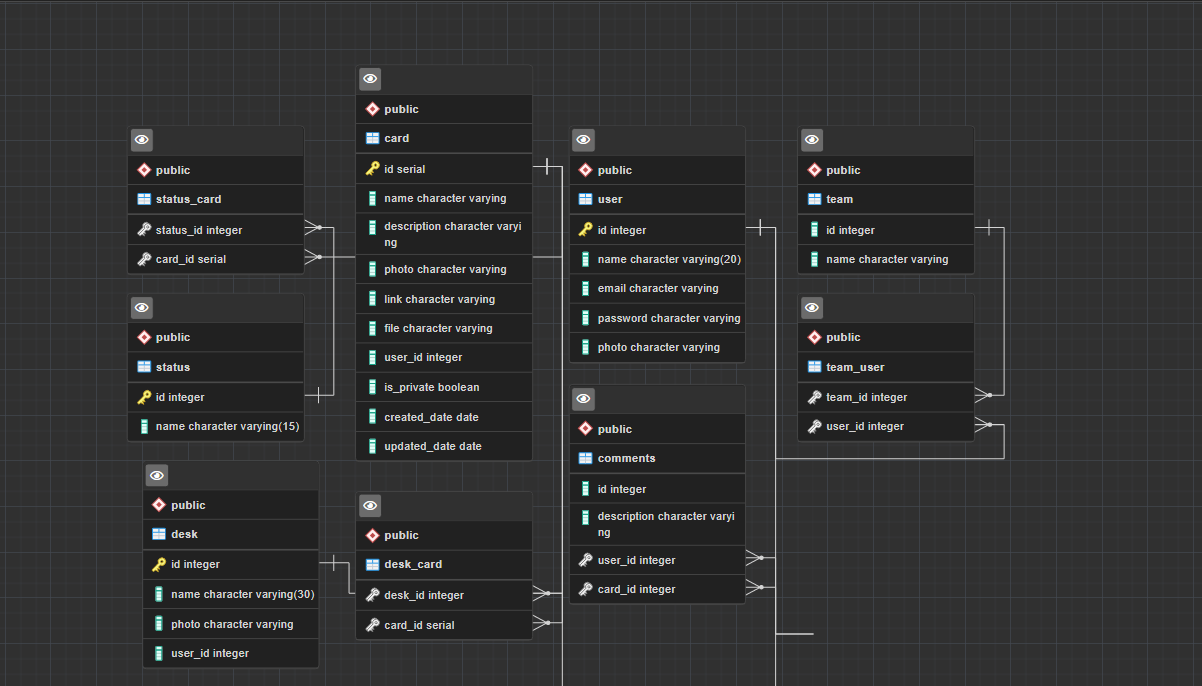 public
status_card
status_id integer
card_id serial
public
status
id integer
name character varying(15)
public
desk
id integer
name character varying(30)
photo character varying
user_id integer
public
card
id serial
name character varying
description character varyi
ng
photo character varying
link character varying
file character varying
user_id integer
is_private boolean
created_date date
updated_date date
public
desk_card
desk_id integer
card_id serial
public
user
id integer
name character varying(20)
email character varying
password character varying
photo character varying
public
comments
id integer
description character varyi
ng
user_id integer
card_id integer
public
team
id integer
name character varying
public
team_user
team_id integer
user_id integer